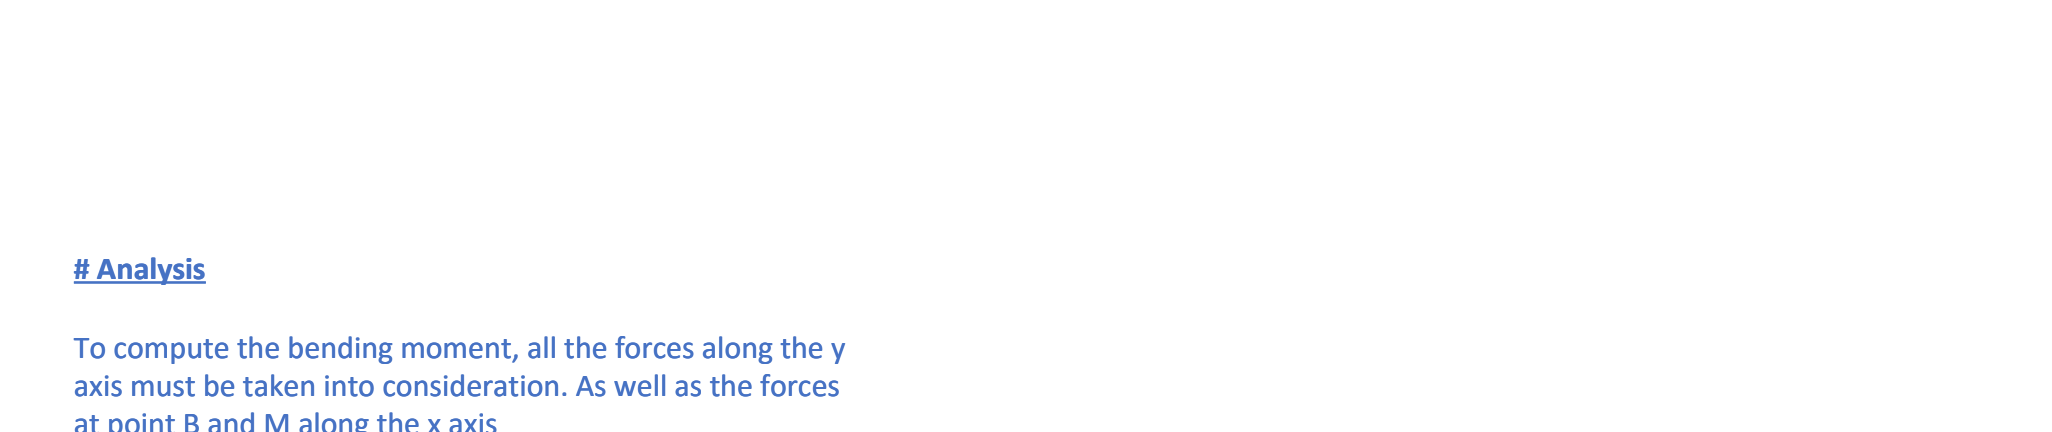 # Analysis
To compute the bending moment, all the forces along the y
axis must be taken into consideration. As well as the forces
at point B and M along the x axis